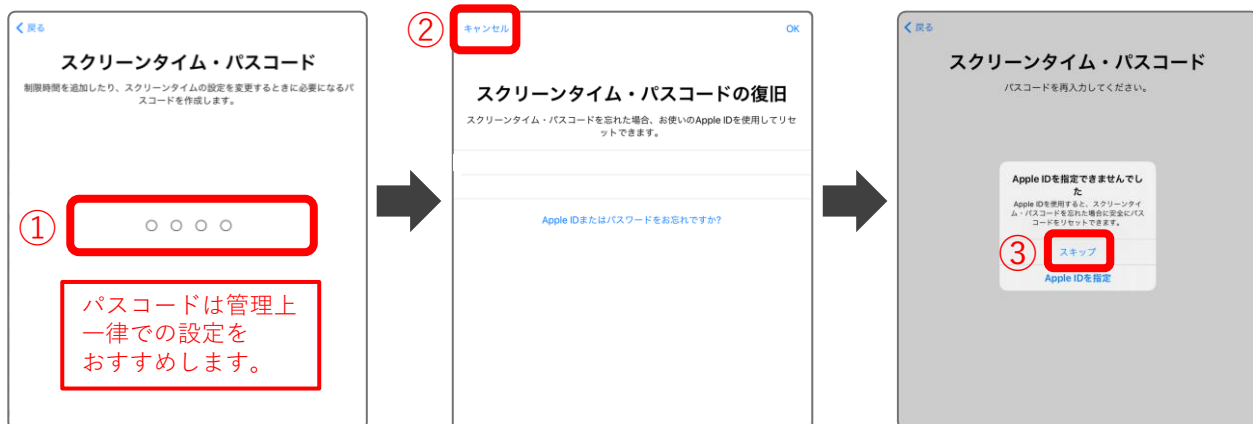 戻る
スクリーンタイム・パスコード
制限時間を追加したり、スクリーンタイムの設定を変更するときに必要になるパ
スコードを作成します。
①
パスコードは管理上
一律での設定を
おすすめします。
②
キャンセル
OK
スクリーンタイム・パスコードの復旧
スクリーンタイム・パスコードを忘れた場合、お使いのApple IDを使用してリセ
ットできます。
Apple IDまたはパスワードをお忘れですか?
戻る
スクリーンタイム・パスコード
パスコードを再入力してください。
Apple IDを指定できませんでし
た
Apple IDを使用すると、スクリーンタイ
ム・パスコードを忘れた場合に安全にパス
コードをリセットできます。
③
スキップ
Apple IDを指定